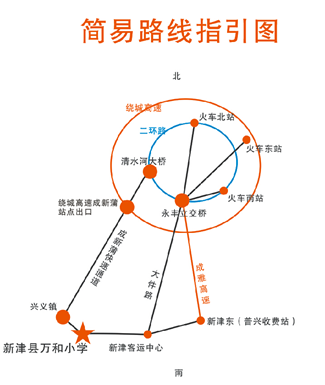 简易路线指引图
北
绕城高速
火车北站
二环路
火车东站
清水河大桥
火车南站
绕城高速成新蒲
站点出口
永丰立交桥
成新蒲快速通道
大件路
成雅高速
兴义镇
新津东（普兴收费站）
新津县万和小学
新津客运中心
南